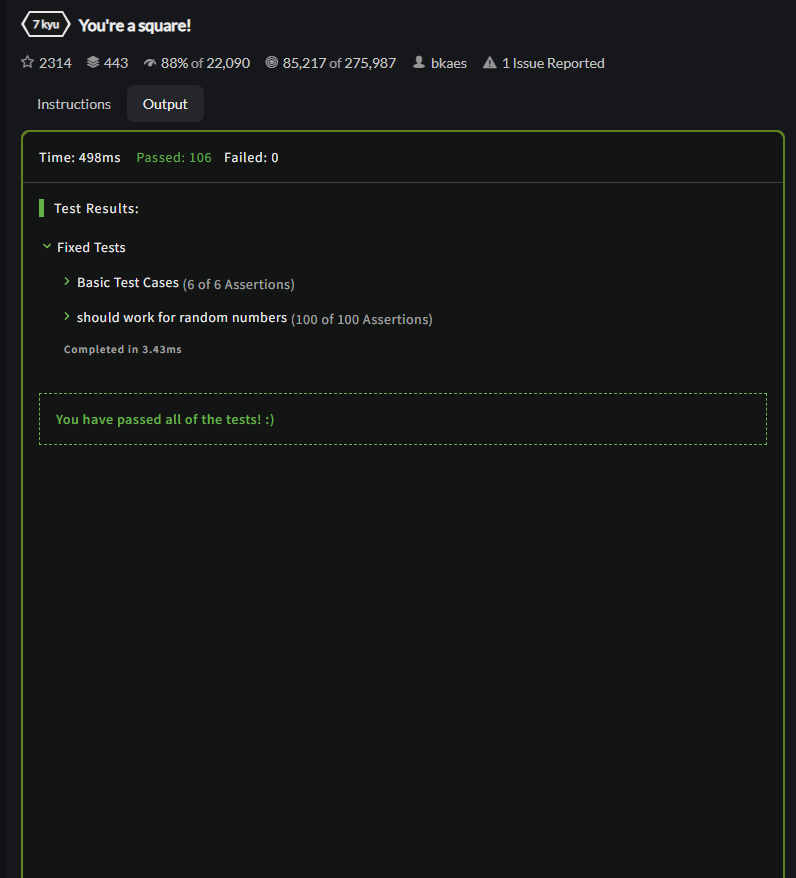 7 kyu You're a square!
2314 443 88% of 22,090 85,217 of 275,987 bkaes 1 Issue Reported
Instructions Output
Time: 498ms Passed: 106 Failed: 0
Test Results:
Fixed Tests
Basic Test Cases (6 of 6 Assertions)
should work for random numbers (100 of 100 Assertions)
Completed in 3.43ms
You have passed all of the tests! :)